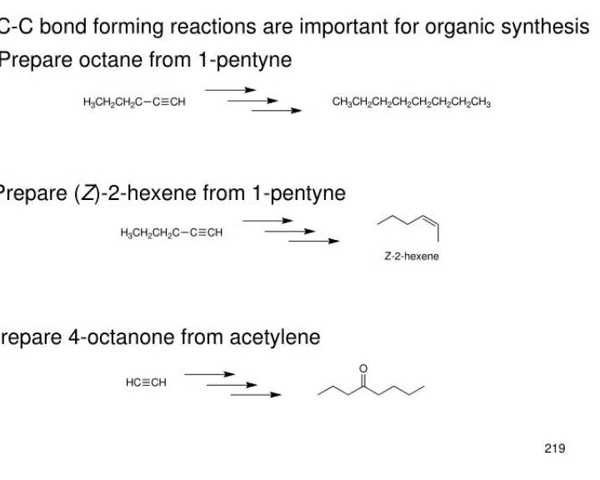 C-C bond forming reactions are important for organic synthesis
Prepare octane from 1-pentyne
H₃CH₂CH₂C–C≡CH
CH₃CH₂CH₂CH₂CH₂CH₂CH₂CH₃
Prepare (Z)-2-hexene from 1-pentyne
H₃CH₂CH₂C–C≡CH
Z-2-hexene
repare 4-octanone from acetylene
HC≡CH
O
219